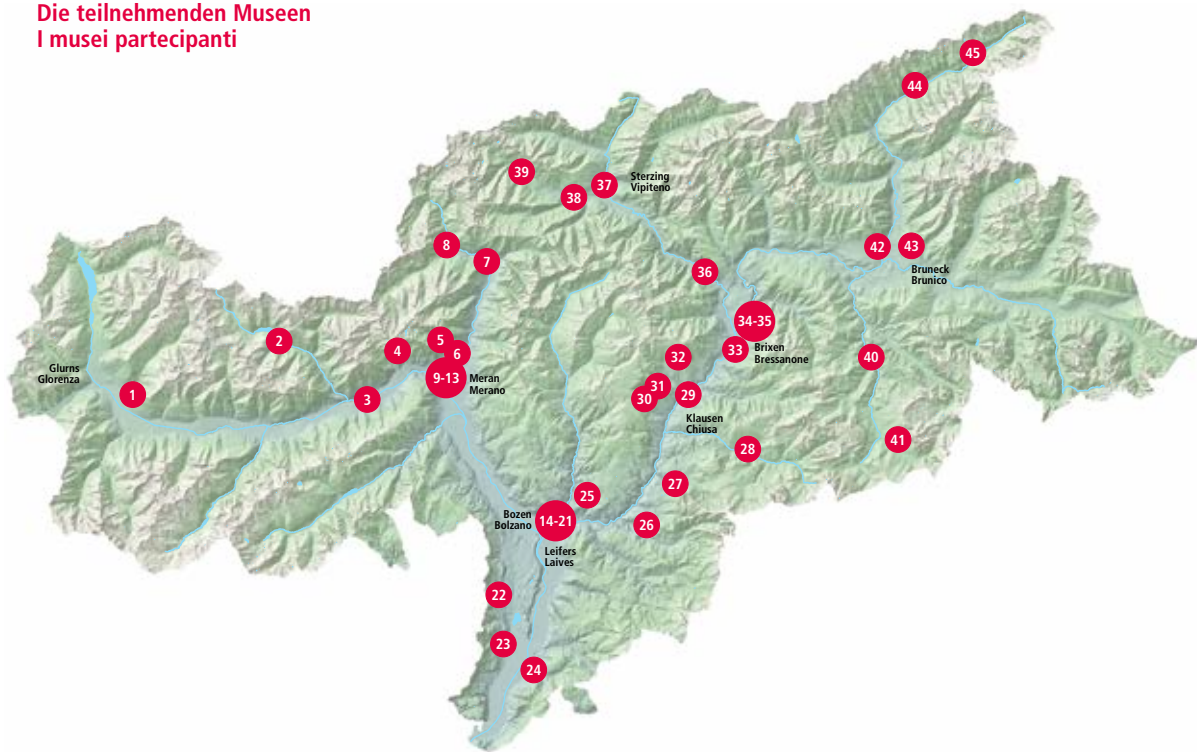 Die teilnehmenden Museen
I musei partecipanti
45
44
39
37
Sterzing
Vipiteno
38
8
7
42
43
Bruneck
Brunico
36
34-35
Brixen
Bressanone
33
2
4
5
6
9-13
Meran
Merano
32
40
Glurns
Glorenza
1
3
31
30
29
Klausen
Chiusa
28
41
27
25
Bozen
Bolzano
14-21
26
Leifers
Laives
22
23
24